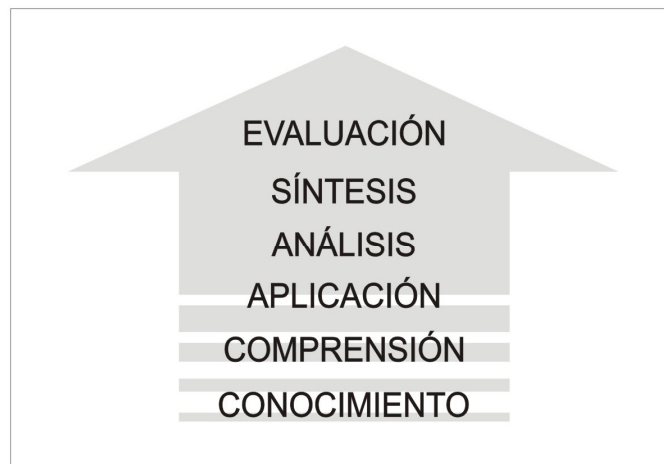 EVALUACIÓN
SÍNTESIS
ANÁLISIS
APLICACIÓN
COMPRENSIÓN
CONOCIMIENTO